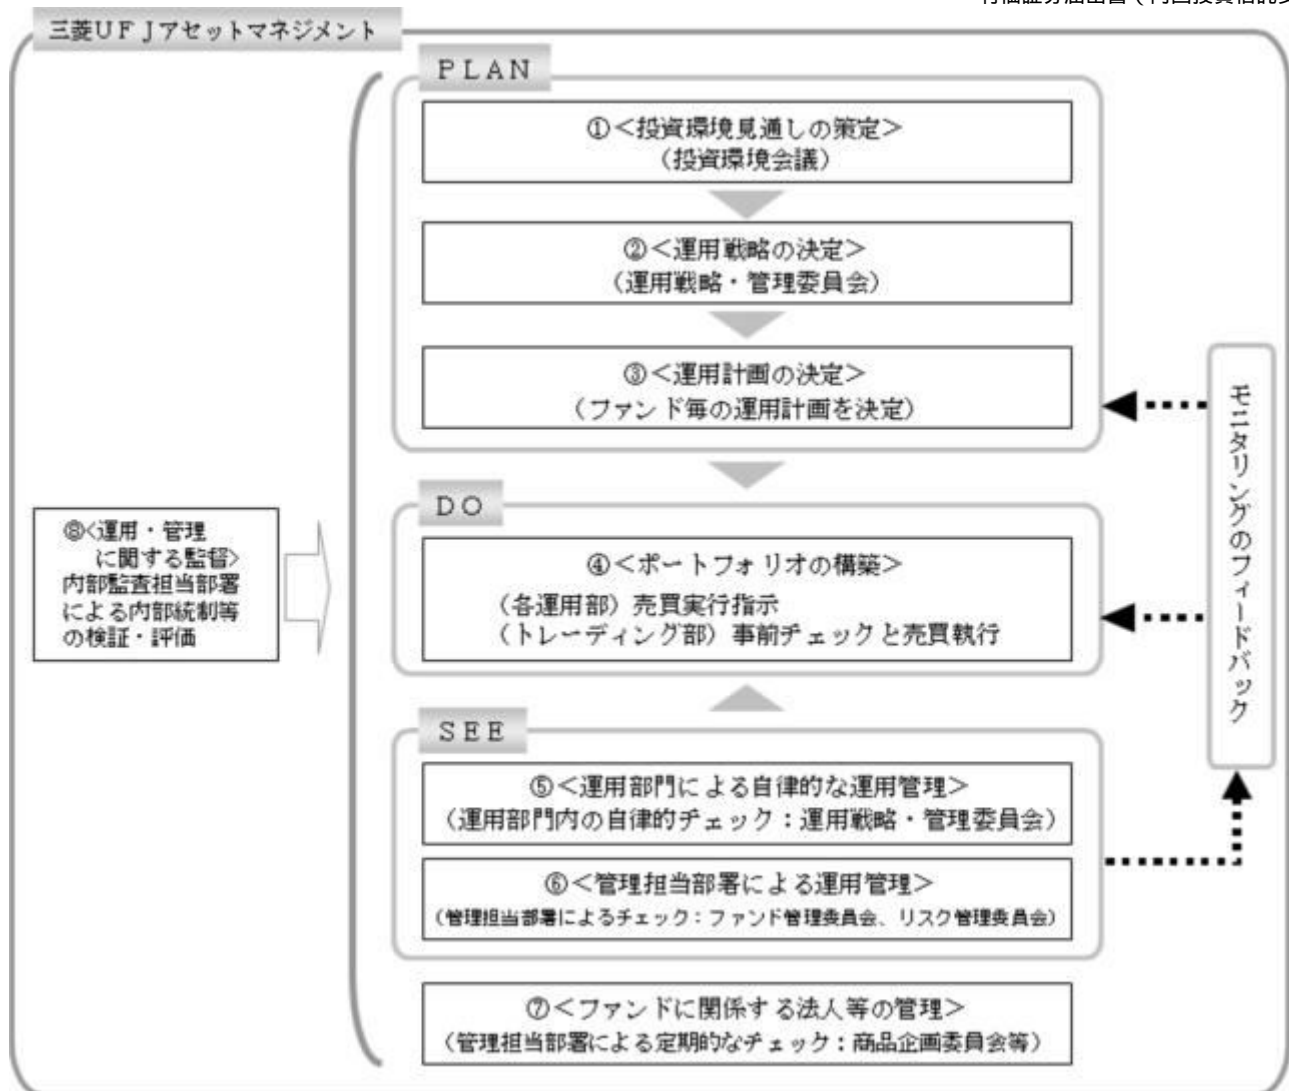 三菱UFJアセットマネジメント
PLAN
①＜投資環境見通しの策定＞
（投資環境会議）
②＜運用戦略の決定＞
（運用戦略・管理委員会）
③＜運用計画の決定＞
（ファンド毎の運用計画を決定）
DO
④＜ポートフォリオの構築＞
（各運用部）売買実行指示
（トレーディング部）事前チェックと売買執行
SEE
⑤＜運用部門による自律的な運用管理＞
（運用部門内の自律的チェック：運用戦略・管理委員会）
⑥＜管理担当部署による運用管理＞
（管理担当部署によるチェック：ファンド管理委員会、リスク管理委員会）
⑦＜ファンドに関係する法人等の管理＞
（管理担当部署による定期的なチェック：商品企画委員会等）
⑧＜運用・管理
に関する監督＞
内部監査担当部署
による内部統制等
の検証・評価
モニタリングのフィードバック